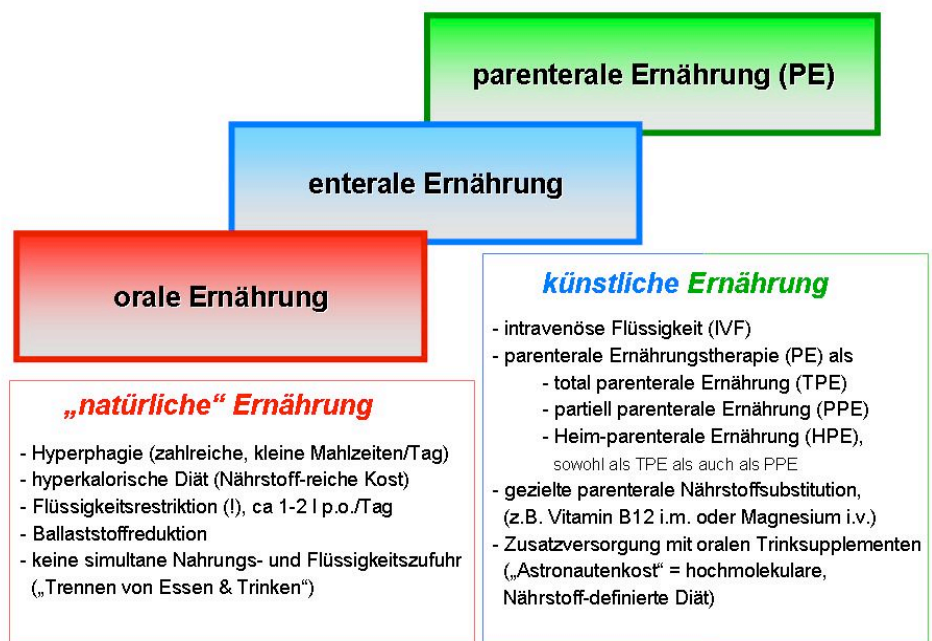 parenterale Ernährung (PE)
enterale Ernährung
orale Ernährung
„natürliche“ Ernährung
- Hyperphagie (zahlreiche, kleine Mahlzeiten/Tag)
- hyperkalorische Diät (Nährstoff-reiche Kost)
- Flüssigkeitsrestriktion (!), ca 1-2 l p.o./Tag
- Ballaststoffreduktion
- keine simultane Nahrungs- und Flüssigkeitszufuhr
(„Trennen von Essen & Trinken“)
künstliche Ernährung
- intravenöse Flüssigkeit (IVF)
- parenterale Ernährungstherapie (PE) als
- total parenterale Ernährung (TPE)
- partiell parenterale Ernährung (PPE)
- Heim-parenterale Ernährung (HPE),
sowohl als TPE als auch als PPE
- gezielte parenterale Nährstoffsubstitution,
(z.B. Vitamin B12 i.m. oder Magnesium i.v.)
- Zusatzversorgung mit oralen Trinksupplementen
(„Astronautenkost“ = hochmolekulare,
Nährstoff-definierte Diät)